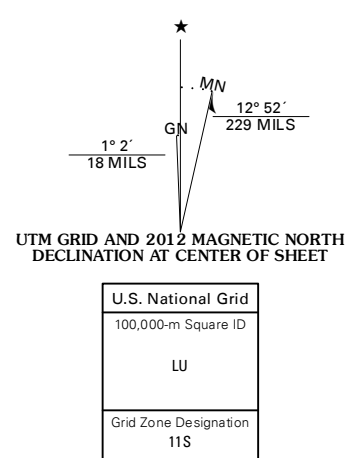 ★
MN
GN
12° 52´
229 MILS
1° 2´
18 MILS
UTM GRID AND 2012 MAGNETIC NORTH
DECLINATION AT CENTER OF SHEET
U.S. National Grid
100,000-m Square ID
LU
Grid Zone Designation
11S